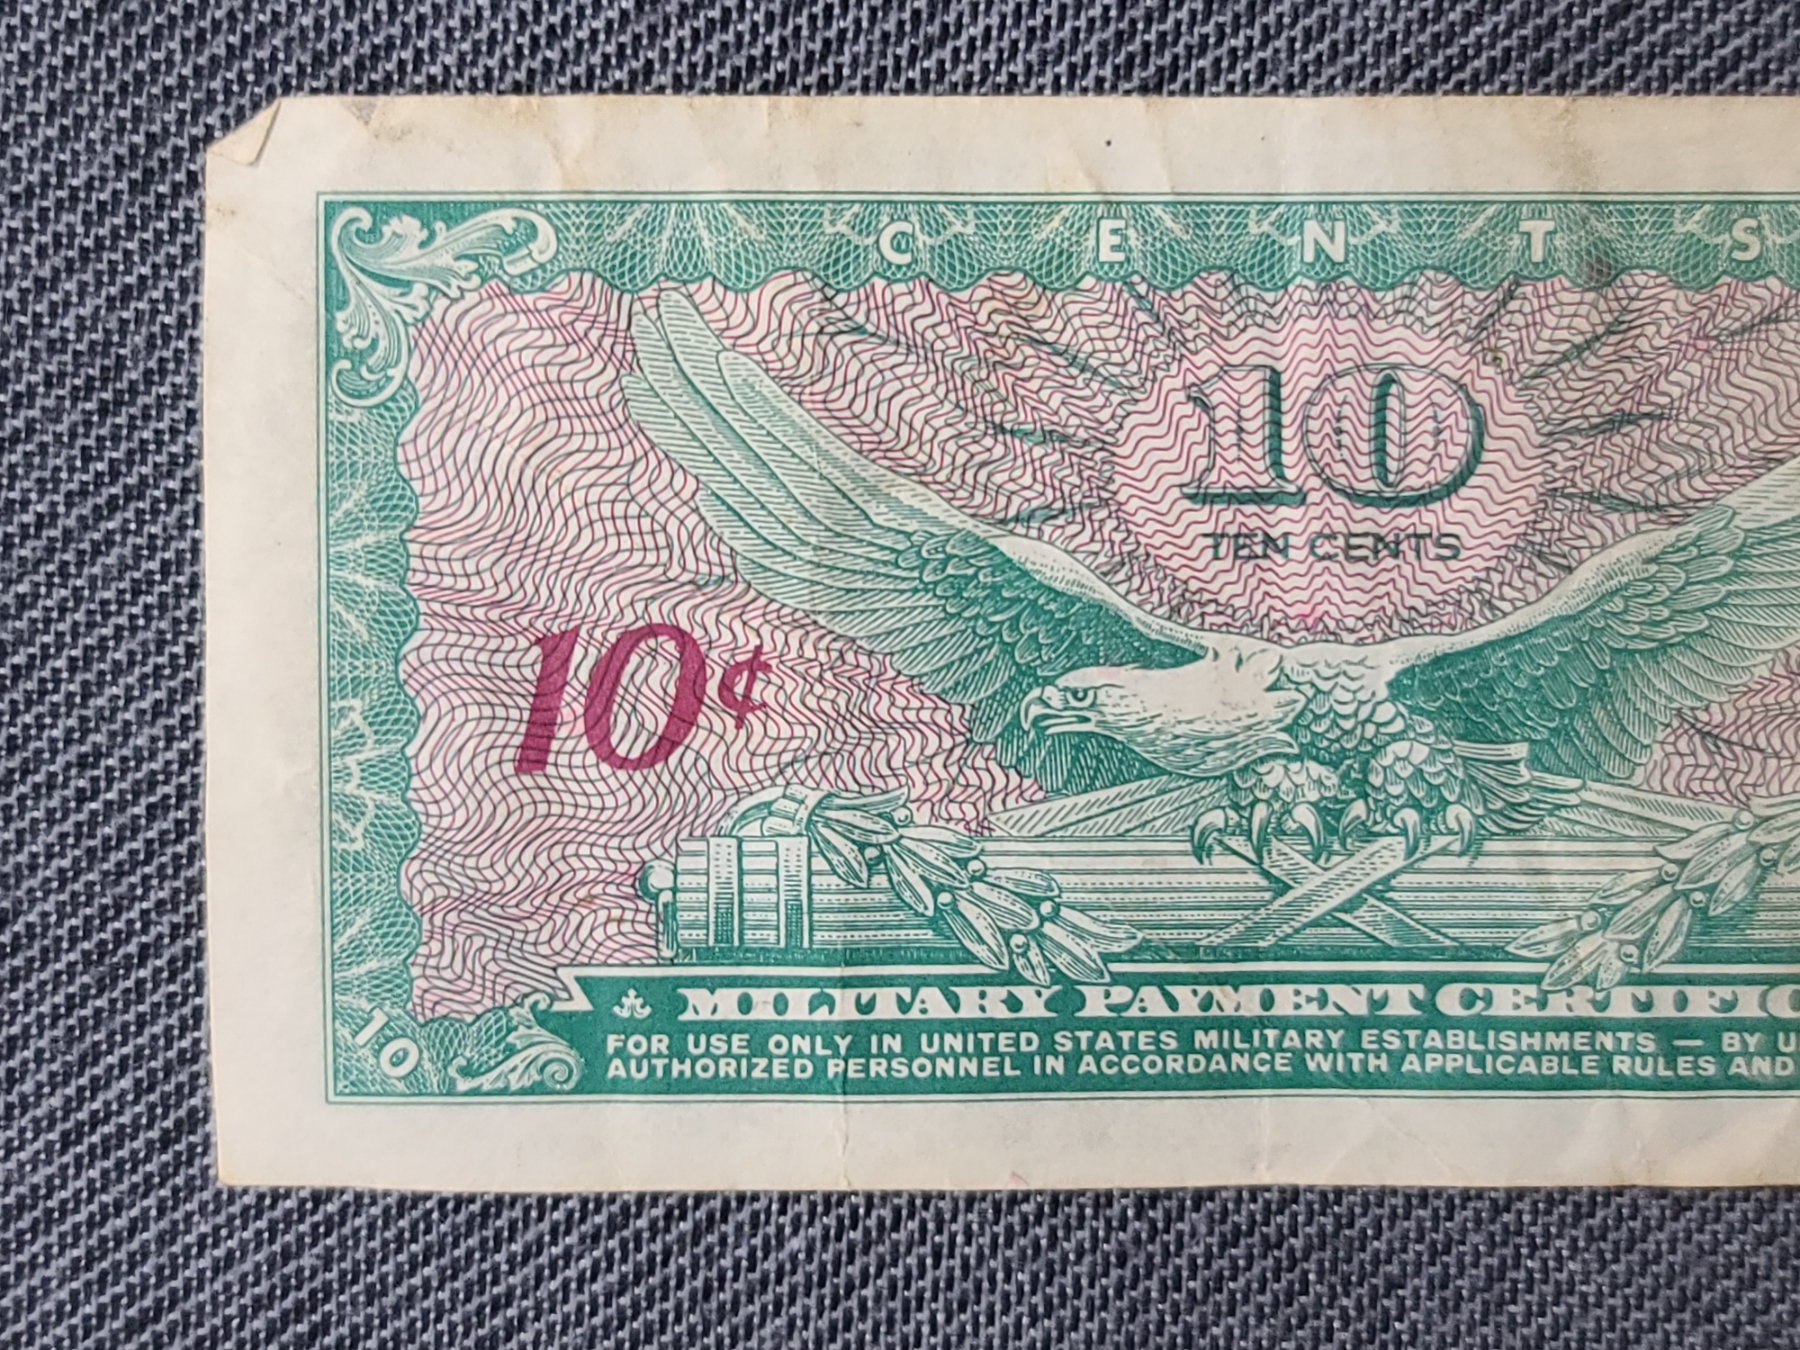 CENTS
10
TEN CENTS
10¢
MILITARY PAYMENT CERTIFIC
10
FOR USE ONLY IN UNITED STATES MILITARY ESTABLISHMENTS — BY U
AUTHORIZED PERSONNEL IN ACCORDANCE WITH APPLICABLE RULES AND